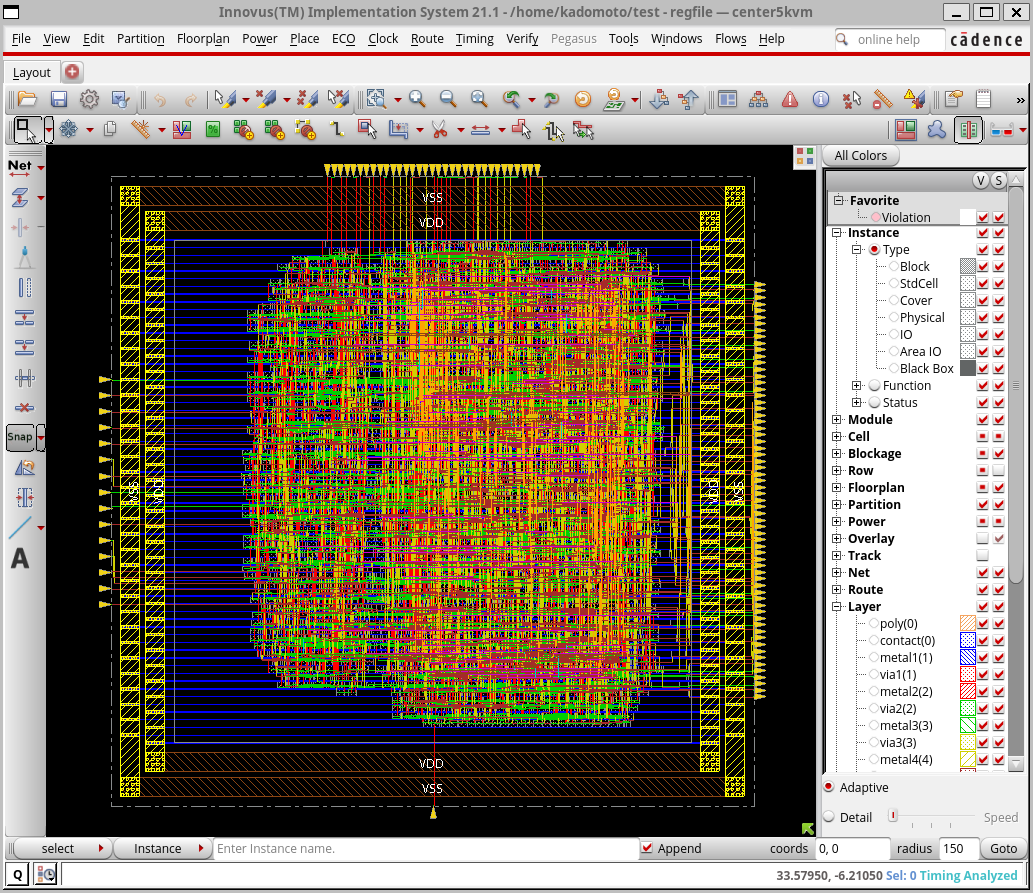 Innovus(TM) Implementation System 21.1 - /home/kadomoto/test - regfile — center5kvm
File View Edit Partition Floorplan Power Place ECO Clock Route Timing Verify Pegasus Tools Windows Flows Help online help cādence
Layout
»
Net
Snap
A
VSS
VDD
VSS
VDD
VDD
VSS
VDD
VSS
All Colors
V S
Favorite
Violation
Instance
Type
Block
StdCell
Cover
Physical
IO
Area IO
Black Box
Function
Status
Module
Cell
Blockage
Row
Floorplan
Partition
Power
Overlay
Track
Net
Route
Layer
poly(0)
contact(0)
metal1(1)
via1(1)
metal2(2)
via2(2)
metal3(3)
via3(3)
metal4(4)
Adaptive
Detail Speed
select Instance Enter Instance name. Append coords 0, 0 radius 150 Goto
Q 33.57950, -6.21050 Sel: 0 Timing Analyzed